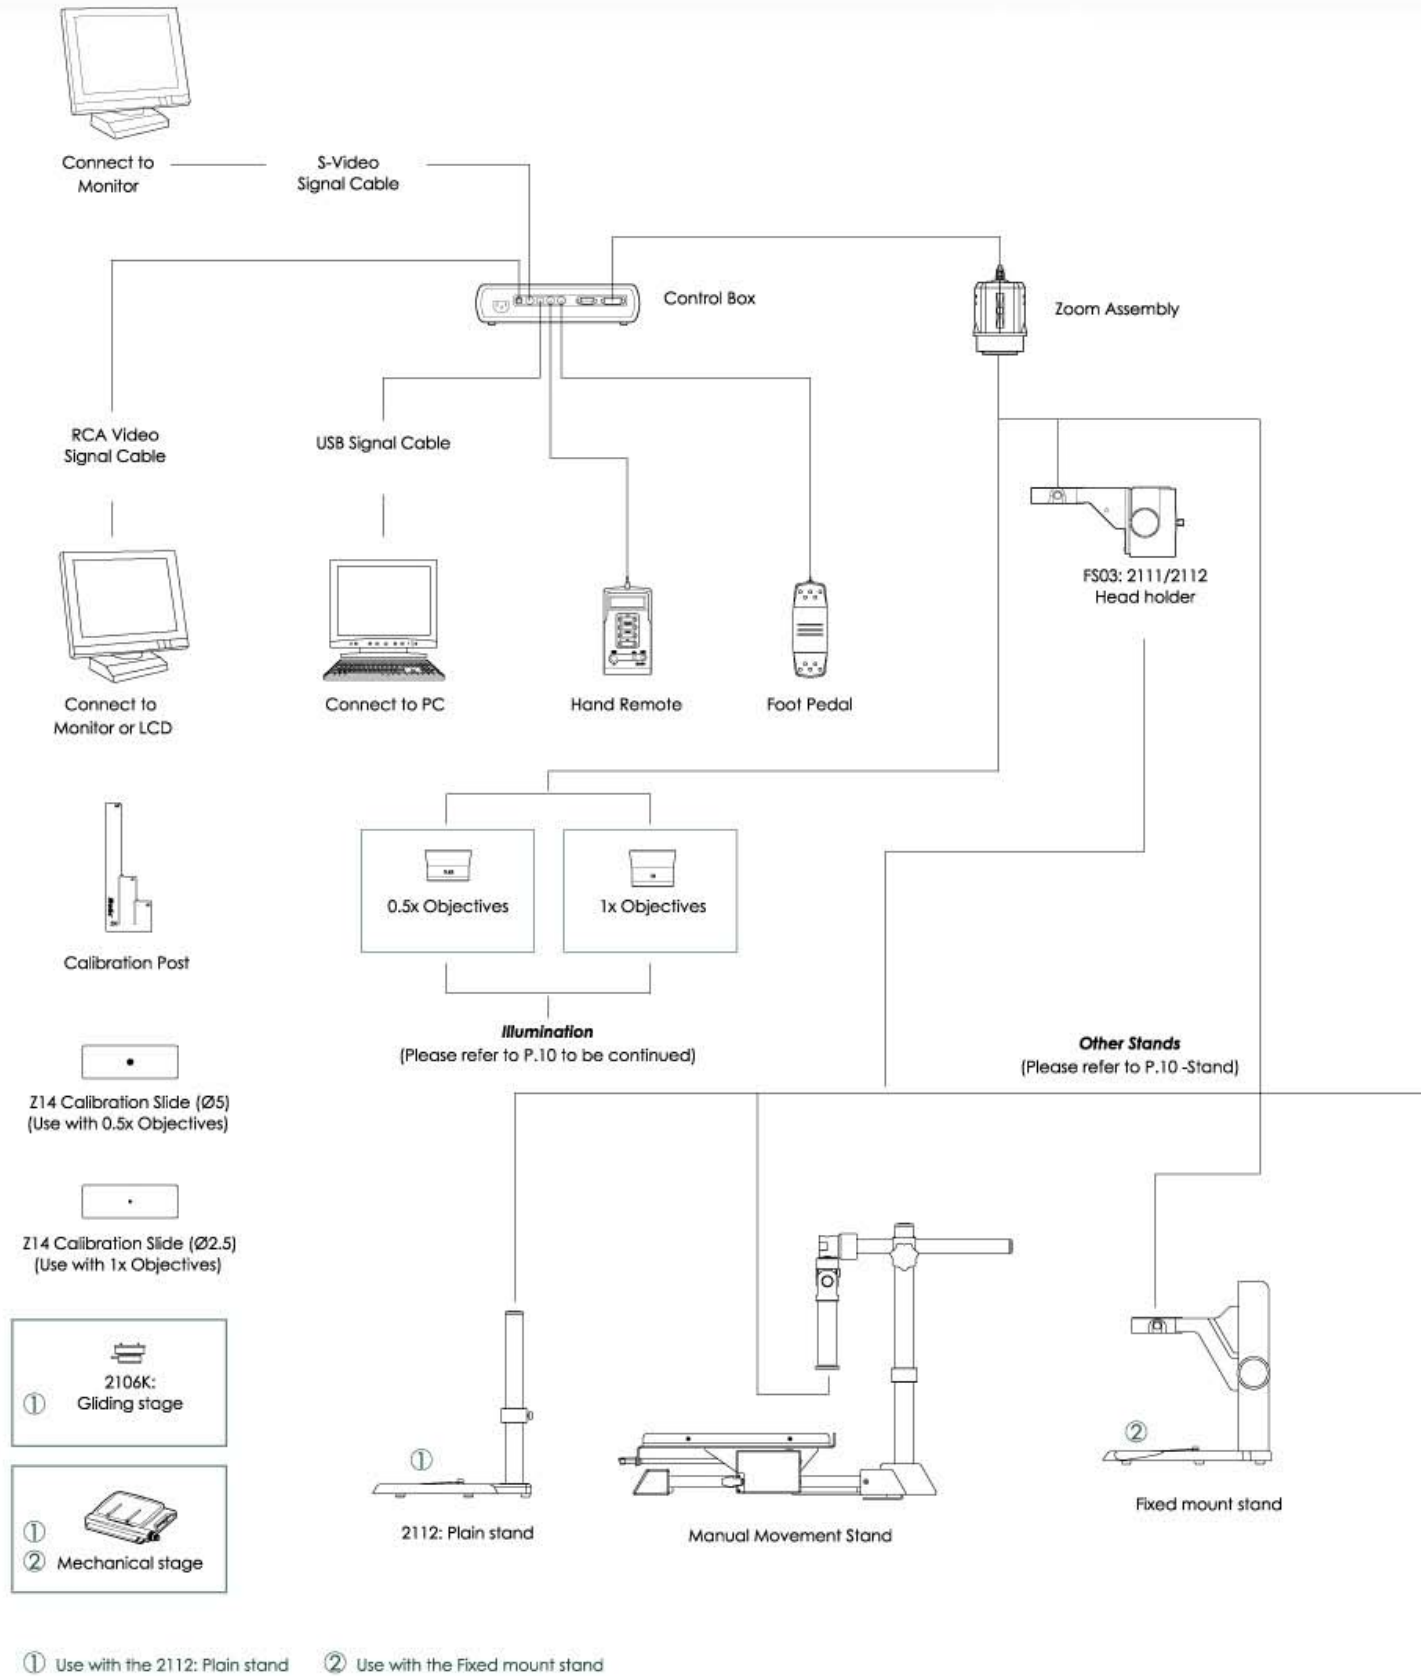 Connect to
Monitor
S-Video
Signal Cable
Control Box
Zoom Assembly
RCA Video
Signal Cable
USB Signal Cable
FS03: 2111/2112
Head holder
Connect to
Monitor or LCD
Connect to PC
Hand Remote
Foot Pedal
0.5x Objectives
1x Objectives
Calibration Post
Illumination
(Please refer to P.10 to be continued)
Other Stands
(Please refer to P.10 -Stand)
Z14 Calibration Slide (Ø5)
(Use with 0.5x Objectives)
Z14 Calibration Slide (Ø2.5)
(Use with 1x Objectives)
2106K:
① Gliding stage
①
② Mechanical stage
①
2112: Plain stand
Manual Movement Stand
②
Fixed mount stand
① Use with the 2112: Plain stand
② Use with the Fixed mount stand